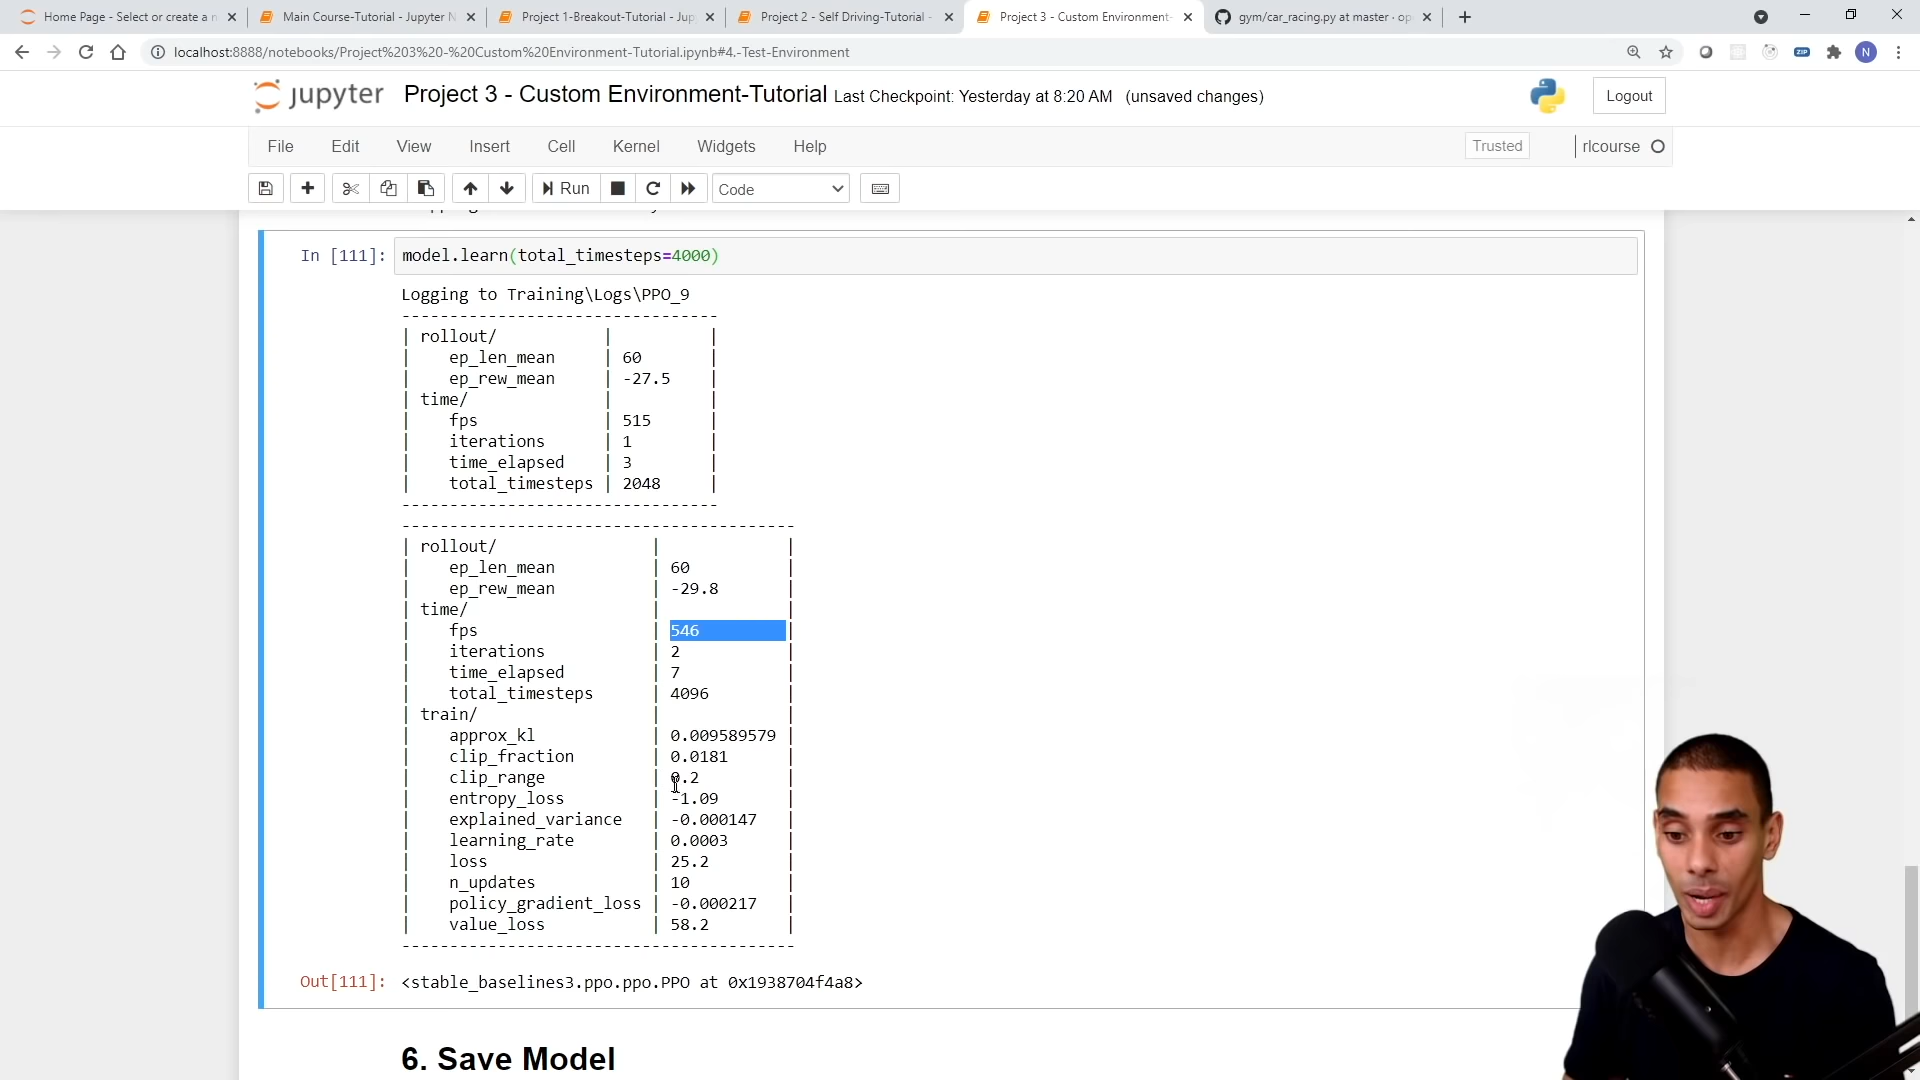 Home Page - Select or create a n
Main Course-Tutorial - Jupyter N
Project 1-Breakout-Tutorial - Jup
Project 2 - Self Driving-Tutorial -
Project 3 - Custom Environment-
gym/car_racing.py at master · op
localhost:8888/notebooks/Project%203%20-%20Custom%20Environment-Tutorial.ipynb#4.-Test-Environment
ZIP
N
jupyter Project 3 - Custom Environment-Tutorial Last Checkpoint: Yesterday at 8:20 AM (unsaved changes)
Logout
File Edit View Insert Cell Kernel Widgets Help
Trusted
rlcourse
Run
Code
In [111]: model.learn(total_timesteps=4000)
Logging to Training\Logs\PPO_9
---------------------------------
| rollout/ | |
| ep_len_mean | 60 |
| ep_rew_mean | -27.5 |
| time/ | |
| fps | 515 |
| iterations | 1 |
| time_elapsed | 3 |
| total_timesteps | 2048 |
---------------------------------
-----------------------------------------
| rollout/ | |
| ep_len_mean | 60 |
| ep_rew_mean | -29.8 |
| time/ | |
| fps | 546 |
| iterations | 2 |
| time_elapsed | 7 |
| total_timesteps | 4096 |
| train/ | |
| approx_kl | 0.009589579 |
| clip_fraction | 0.0181 |
| clip_range | 0.2 |
| entropy_loss | -1.09 |
| explained_variance | -0.000147 |
| learning_rate | 0.0003 |
| loss | 25.2 |
| n_updates | 10 |
| policy_gradient_loss | -0.000217 |
| value_loss | 58.2 |
-----------------------------------------
Out[111]: <stable_baselines3.ppo.ppo.PPO at 0x1938704f4a8>
6. Save Model